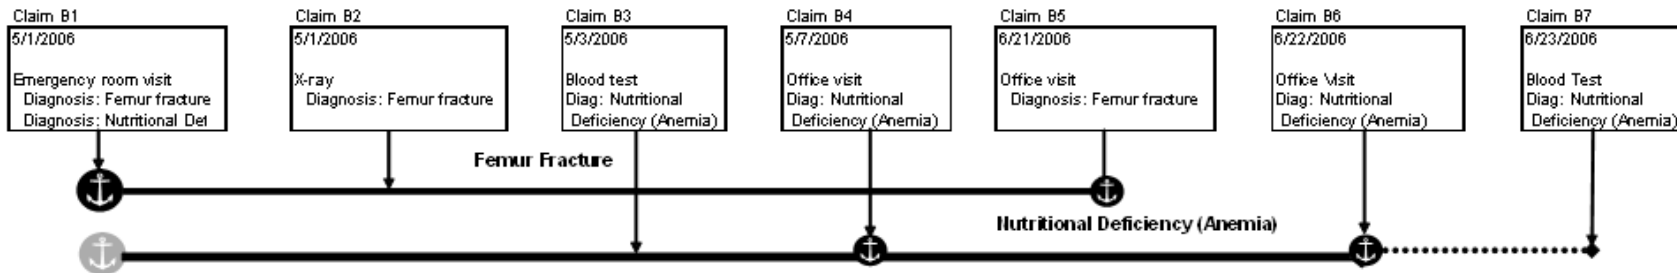 Claim B1
5/1/2006
Emergency room visit
Diagnosis: Femur fracture
Diagnosis: Nutritional Def
Claim B2
5/1/2006
X-ray
Diagnosis: Femur fracture
Claim B3
5/3/2006
Blood test
Diag: Nutritional
Deficiency (Anemia)
Claim B4
5/7/2006
Office visit
Diag: Nutritional
Deficiency (Anemia)
Claim B5
6/21/2006
Office visit
Diagnosis: Femur fracture
Claim B6
6/22/2006
Office Visit
Diag: Nutritional
Deficiency (Anemia)
Claim B7
6/23/2006
Blood Test
Diag: Nutritional
Deficiency (Anemia)
Femur Fracture
Nutritional Deficiency (Anemia)